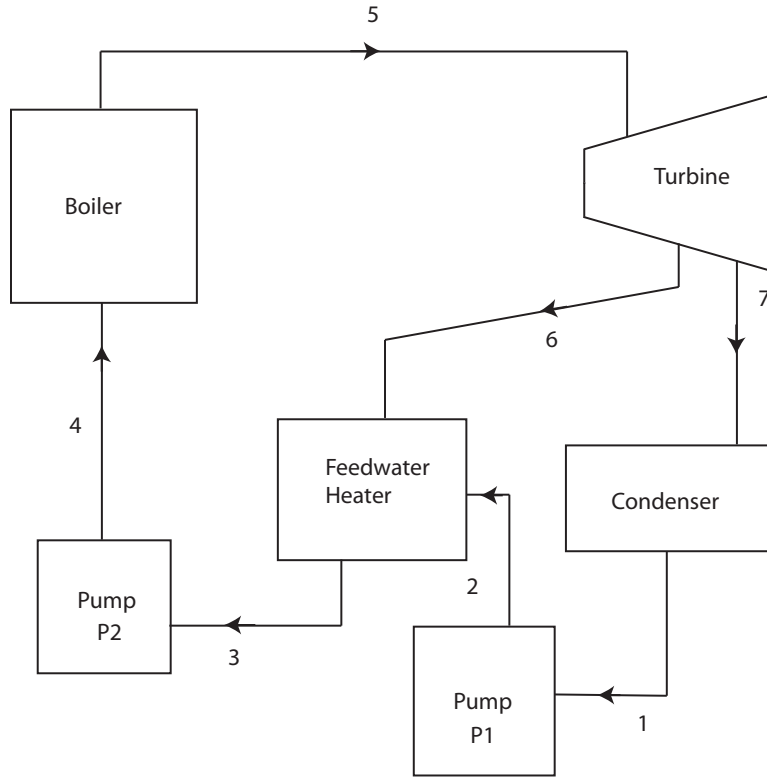 5
Boiler
Turbine
7
6
4
Feedwater
Heater
Condenser
2
Pump
P2
3
Pump
P1
1